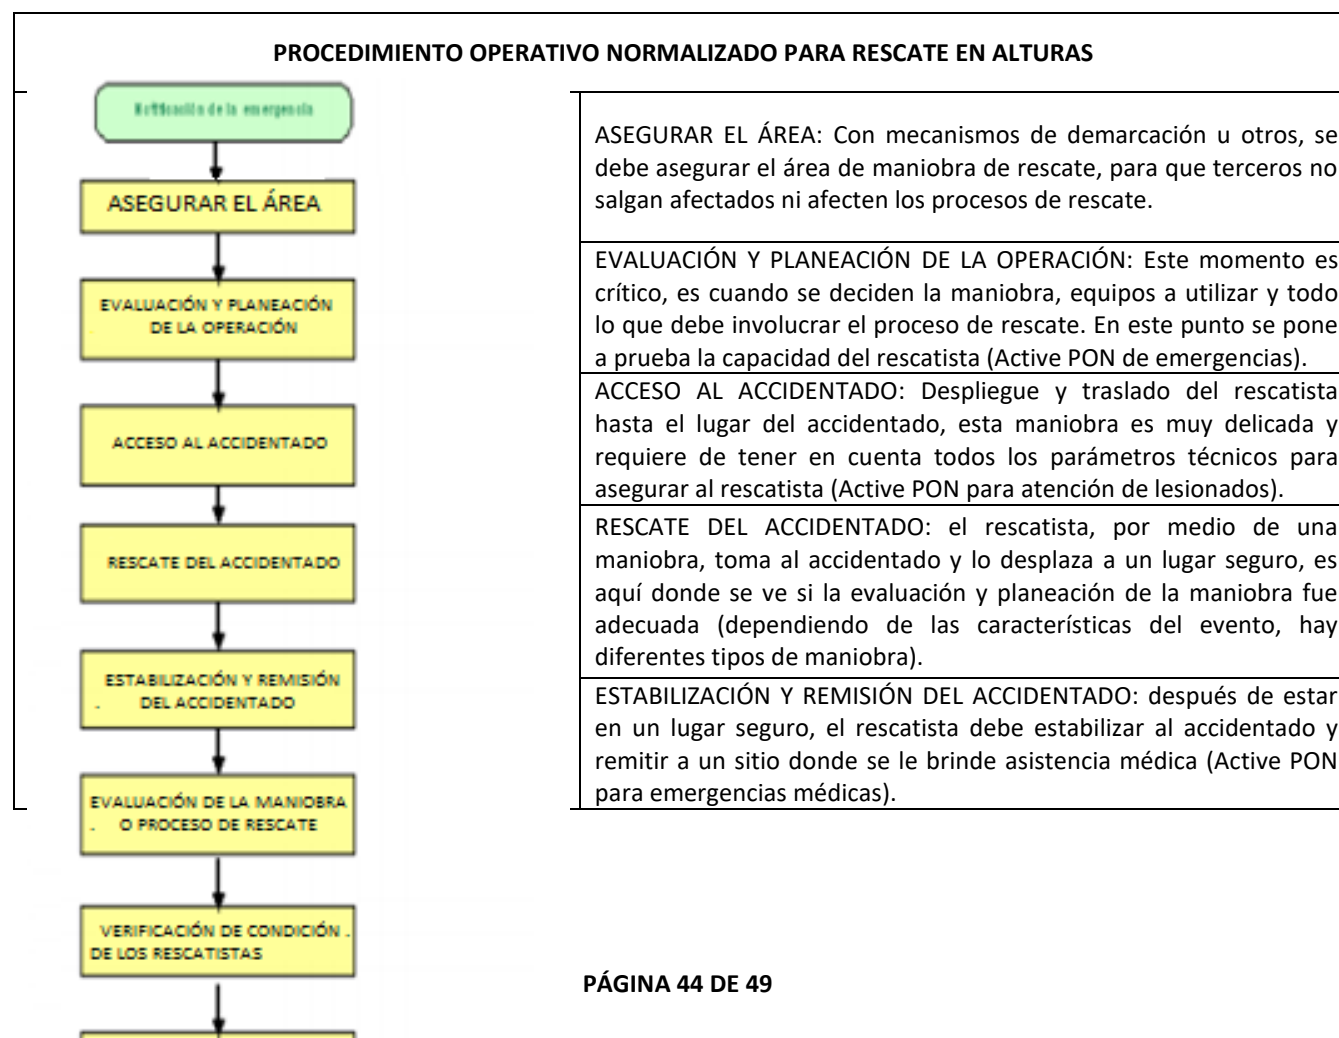 PROCEDIMIENTO OPERATIVO NORMALIZADO PARA RESCATE EN ALTURAS
Notificación de la emergencia
ASEGURAR EL ÁREA
EVALUACIÓN Y PLANEACIÓN
. DE LA OPERACIÓN
ACCESO AL ACCIDENTADO
RESCATE DEL ACCIDENTADO
ESTABILIZACIÓN Y REMISIÓN
. DEL ACCIDENTADO
EVALUACIÓN DE LA MANIOBRA
. O PROCESO DE RESCATE
VERIFICACIÓN DE CONDICIÓN .
DE LOS RESCATISTAS
ASEGURAR EL ÁREA: Con mecanismos de demarcación u otros, se
debe asegurar el área de maniobra de rescate, para que terceros no
salgan afectados ni afecten los procesos de rescate.
EVALUACIÓN Y PLANEACIÓN DE LA OPERACIÓN: Este momento es
crítico, es cuando se deciden la maniobra, equipos a utilizar y todo
lo que debe involucrar el proceso de rescate. En este punto se pone
a prueba la capacidad del rescatista (Active PON de emergencias).
ACCESO AL ACCIDENTADO: Despliegue y traslado del rescatista
hasta el lugar del accidentado, esta maniobra es muy delicada y
requiere de tener en cuenta todos los parámetros técnicos para
asegurar al rescatista (Active PON para atención de lesionados).
RESCATE DEL ACCIDENTADO: el rescatista, por medio de una
maniobra, toma al accidentado y lo desplaza a un lugar seguro, es
aquí donde se ve si la evaluación y planeación de la maniobra fue
adecuada (dependiendo de las características del evento, hay
diferentes tipos de maniobra).
ESTABILIZACIÓN Y REMISIÓN DEL ACCIDENTADO: después de estar
en un lugar seguro, el rescatista debe estabilizar al accidentado y
remitir a un sitio donde se le brinde asistencia médica (Active PON
para emergencias médicas).
PÁGINA 44 DE 49